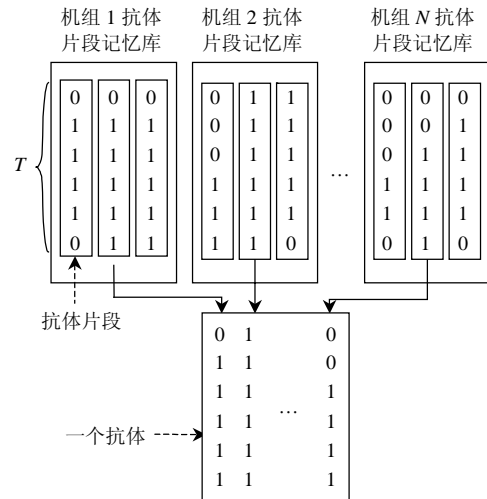 机组 1 抗体 机组 2 抗体 机组 N 抗体
片段记忆库 片段记忆库 片段记忆库
0 0 0 0 1 1 0 0 0
1 1 1 0 1 1 0 0 1
1 1 1 0 1 1 0 1 1
T 1 1 1 1 1 1 … 1 1 1
1 1 1 1 1 1 1 1 1
0 1 1 1 1 0 0 1 0
抗体片段
0 1 0
1 1 0
1 1 1
一个抗体 1 1 … 1
1 1 1
1 1 1